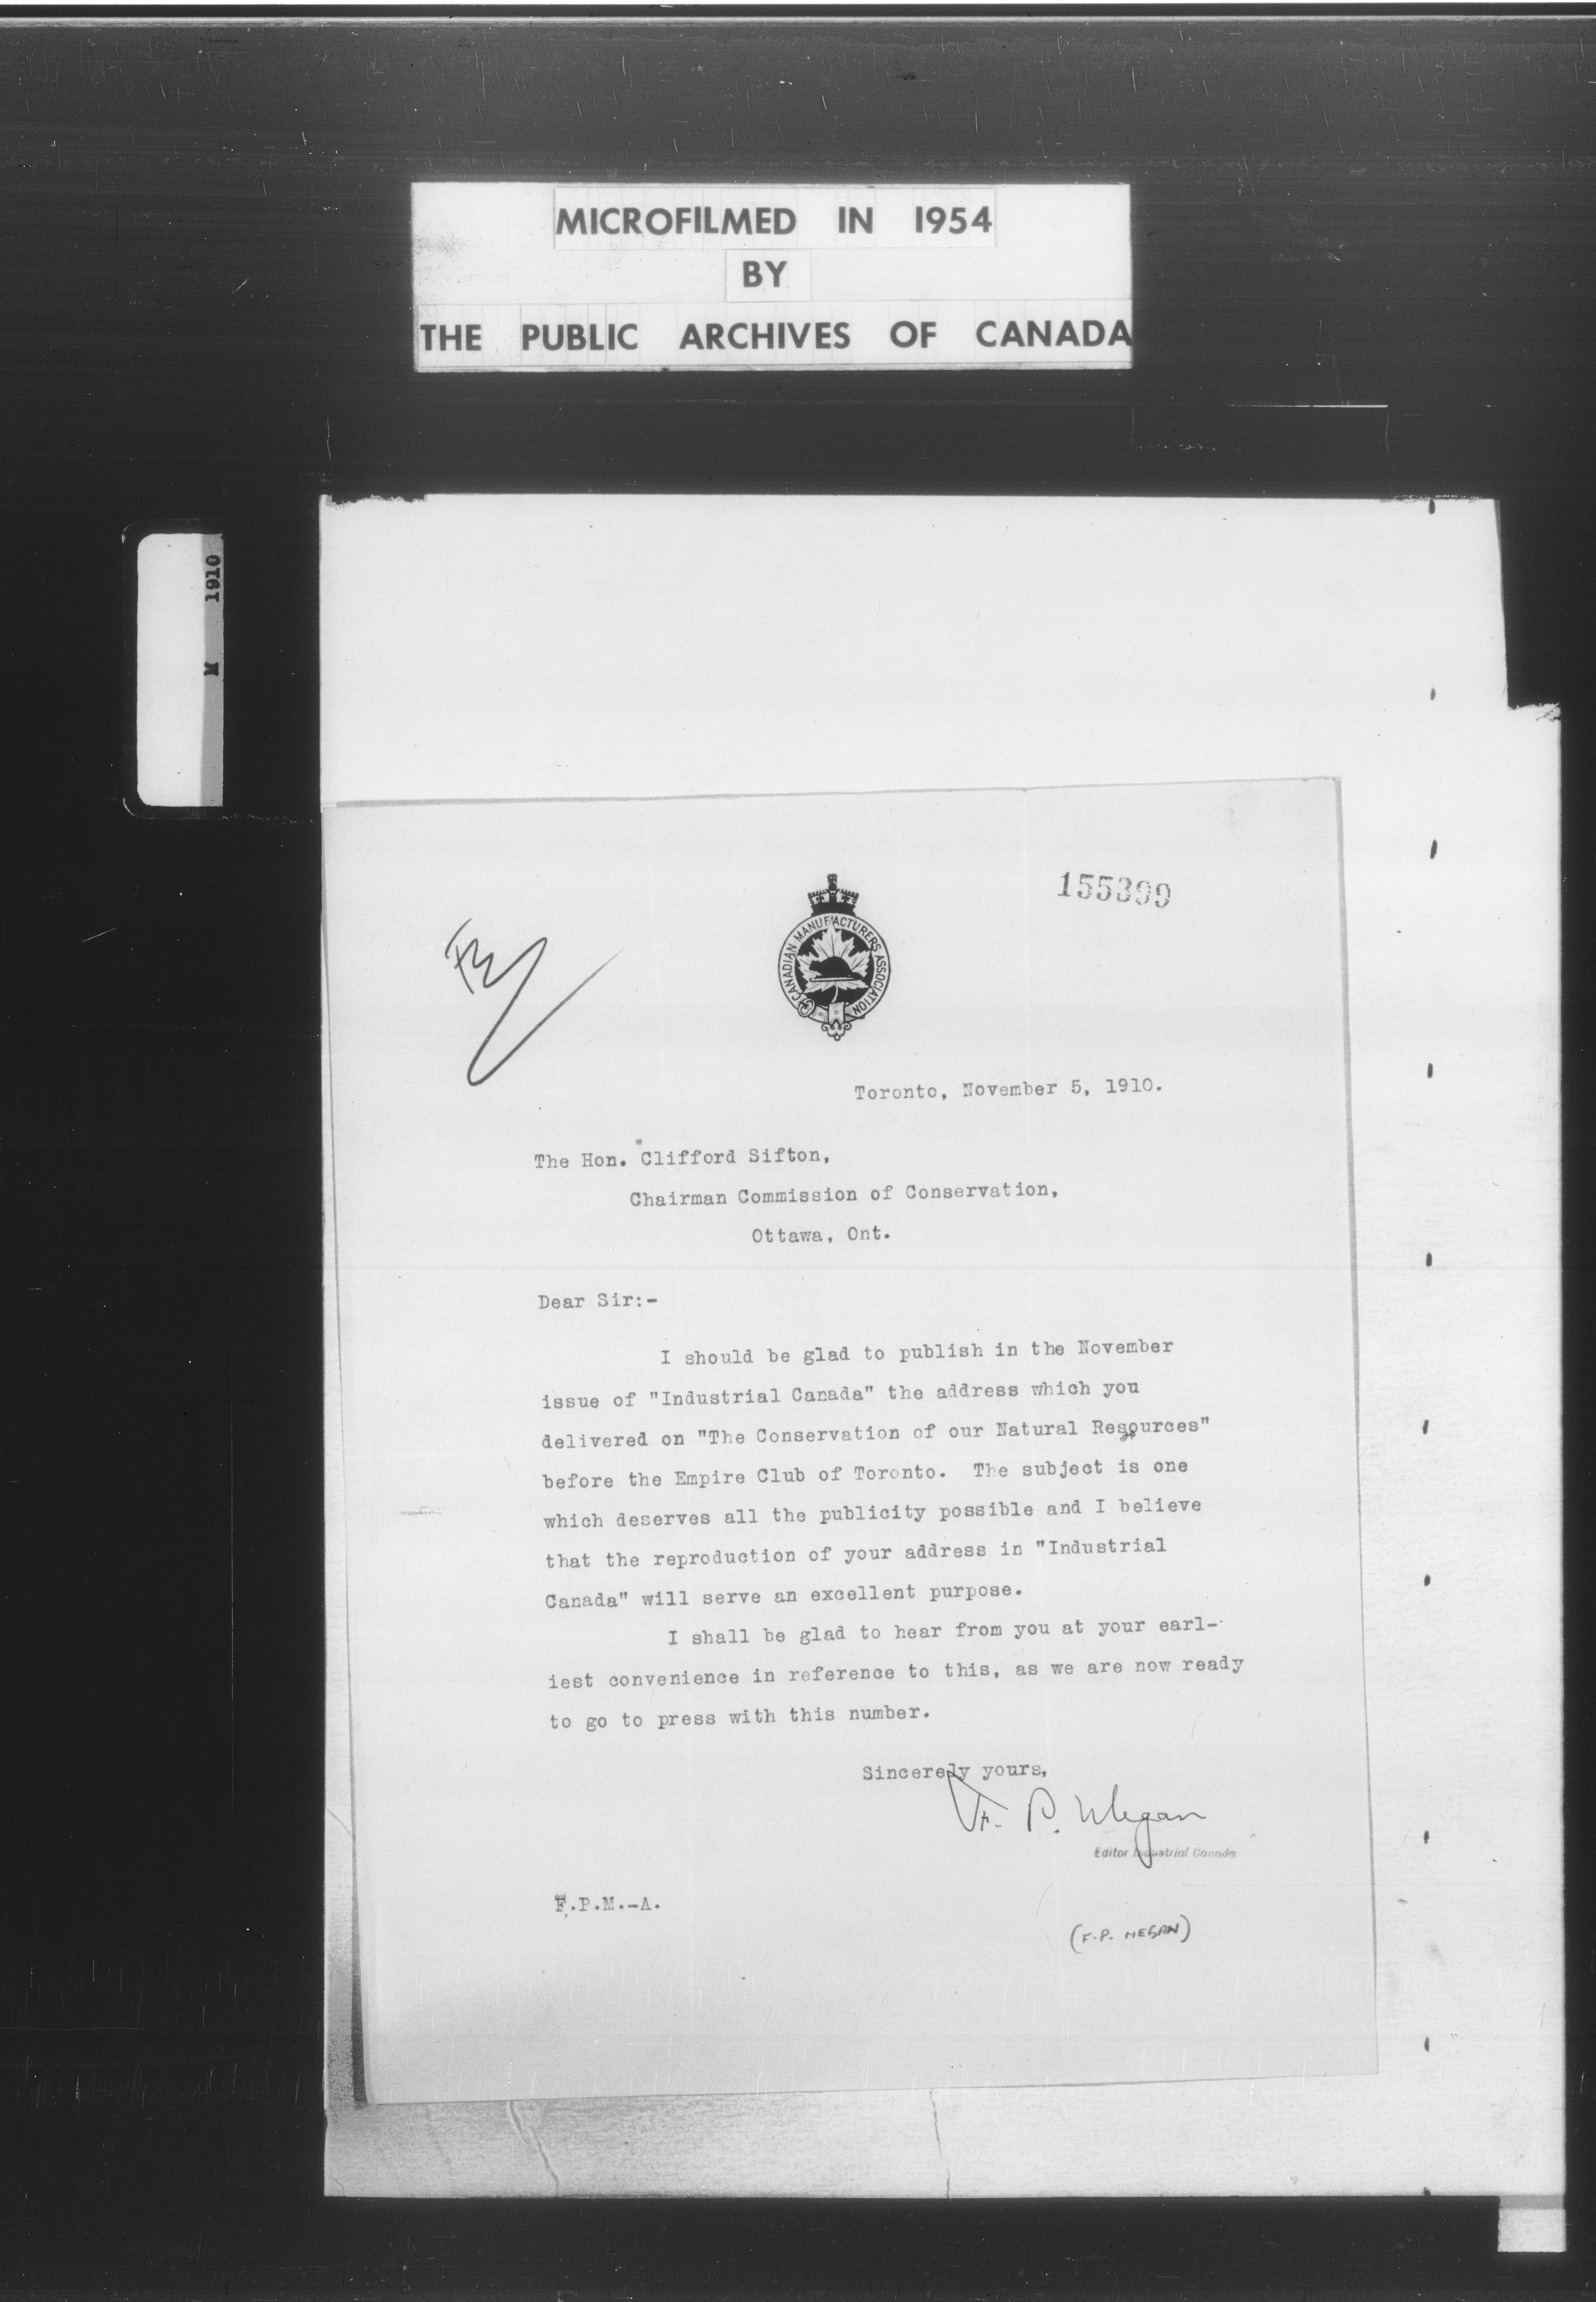 MICROFILMED IN 1954
BY
THE PUBLIC ARCHIVES OF CANADA
M 1910
155399
CANADIAN MANUFACTURERS ASSOCIATION
Toronto, November 5, 1910.
The Hon. Clifford Sifton,
Chairman Commission of Conservation,
Ottawa, Ont.
Dear Sir:-
I should be glad to publish in the November
issue of "Industrial Canada" the address which you
delivered on "The Conservation of our Natural Resources"
before the Empire Club of Toronto. The subject is one
which deserves all the publicity possible and I believe
that the reproduction of your address in "Industrial
Canada" will serve an excellent purpose.
I shall be glad to hear from you at your earl-
iest convenience in reference to this, as we are now ready
to go to press with this number.
Sincerely yours,
F. P. Megan
Editor Industrial Canada
F.P.M.-A.
(F.P. MEGAN)